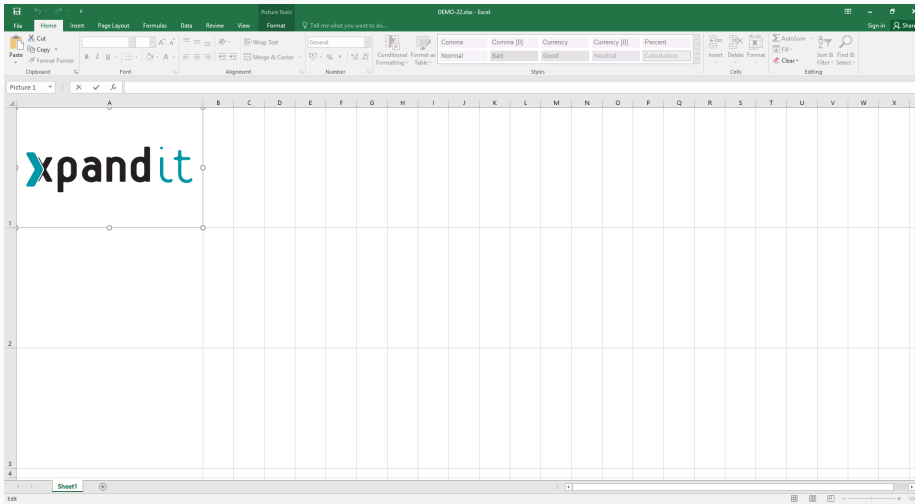 Picture Tools
DEMO-22.xlsx - Excel
File Home Insert Page Layout Formulas Data Review View Format Tell me what you want to do... Sign in Share
Cut
Copy
Format Painter
Paste
Clipboard
B I U
Font
Wrap Text
Merge & Center
Alignment
General
Number
Conditional Formatting
Format as Table
Comma Comma [0] Currency Currency [0] Percent
Normal Bad Good Neutral Calculation
Styles
Insert Delete Format
Cells
AutoSum
Fill
Clear
Sort & Filter
Find & Select
Editing
Picture 1 fx
A B C D E F G H I J K L M N O P Q R S T U V W X
xpandit
1
2
3
4
Sheet1
Edit